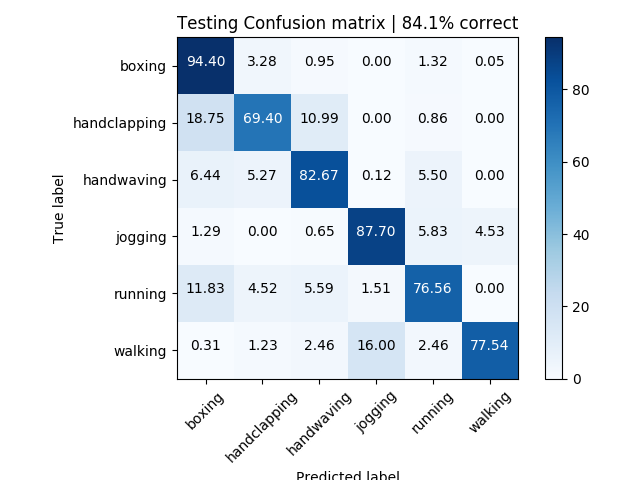 Testing Confusion matrix | 84.1% correct
boxing 94.40 3.28 0.95 0.00 1.32 0.05
handclapping 18.75 69.40 10.99 0.00 0.86 0.00
handwaving 6.44 5.27 82.67 0.12 5.50 0.00
jogging 1.29 0.00 0.65 87.70 5.83 4.53
running 11.83 4.52 5.59 1.51 76.56 0.00
walking 0.31 1.23 2.46 16.00 2.46 77.54
True label
boxing handclapping handwaving jogging running walking
Predicted label
80
60
40
20
0